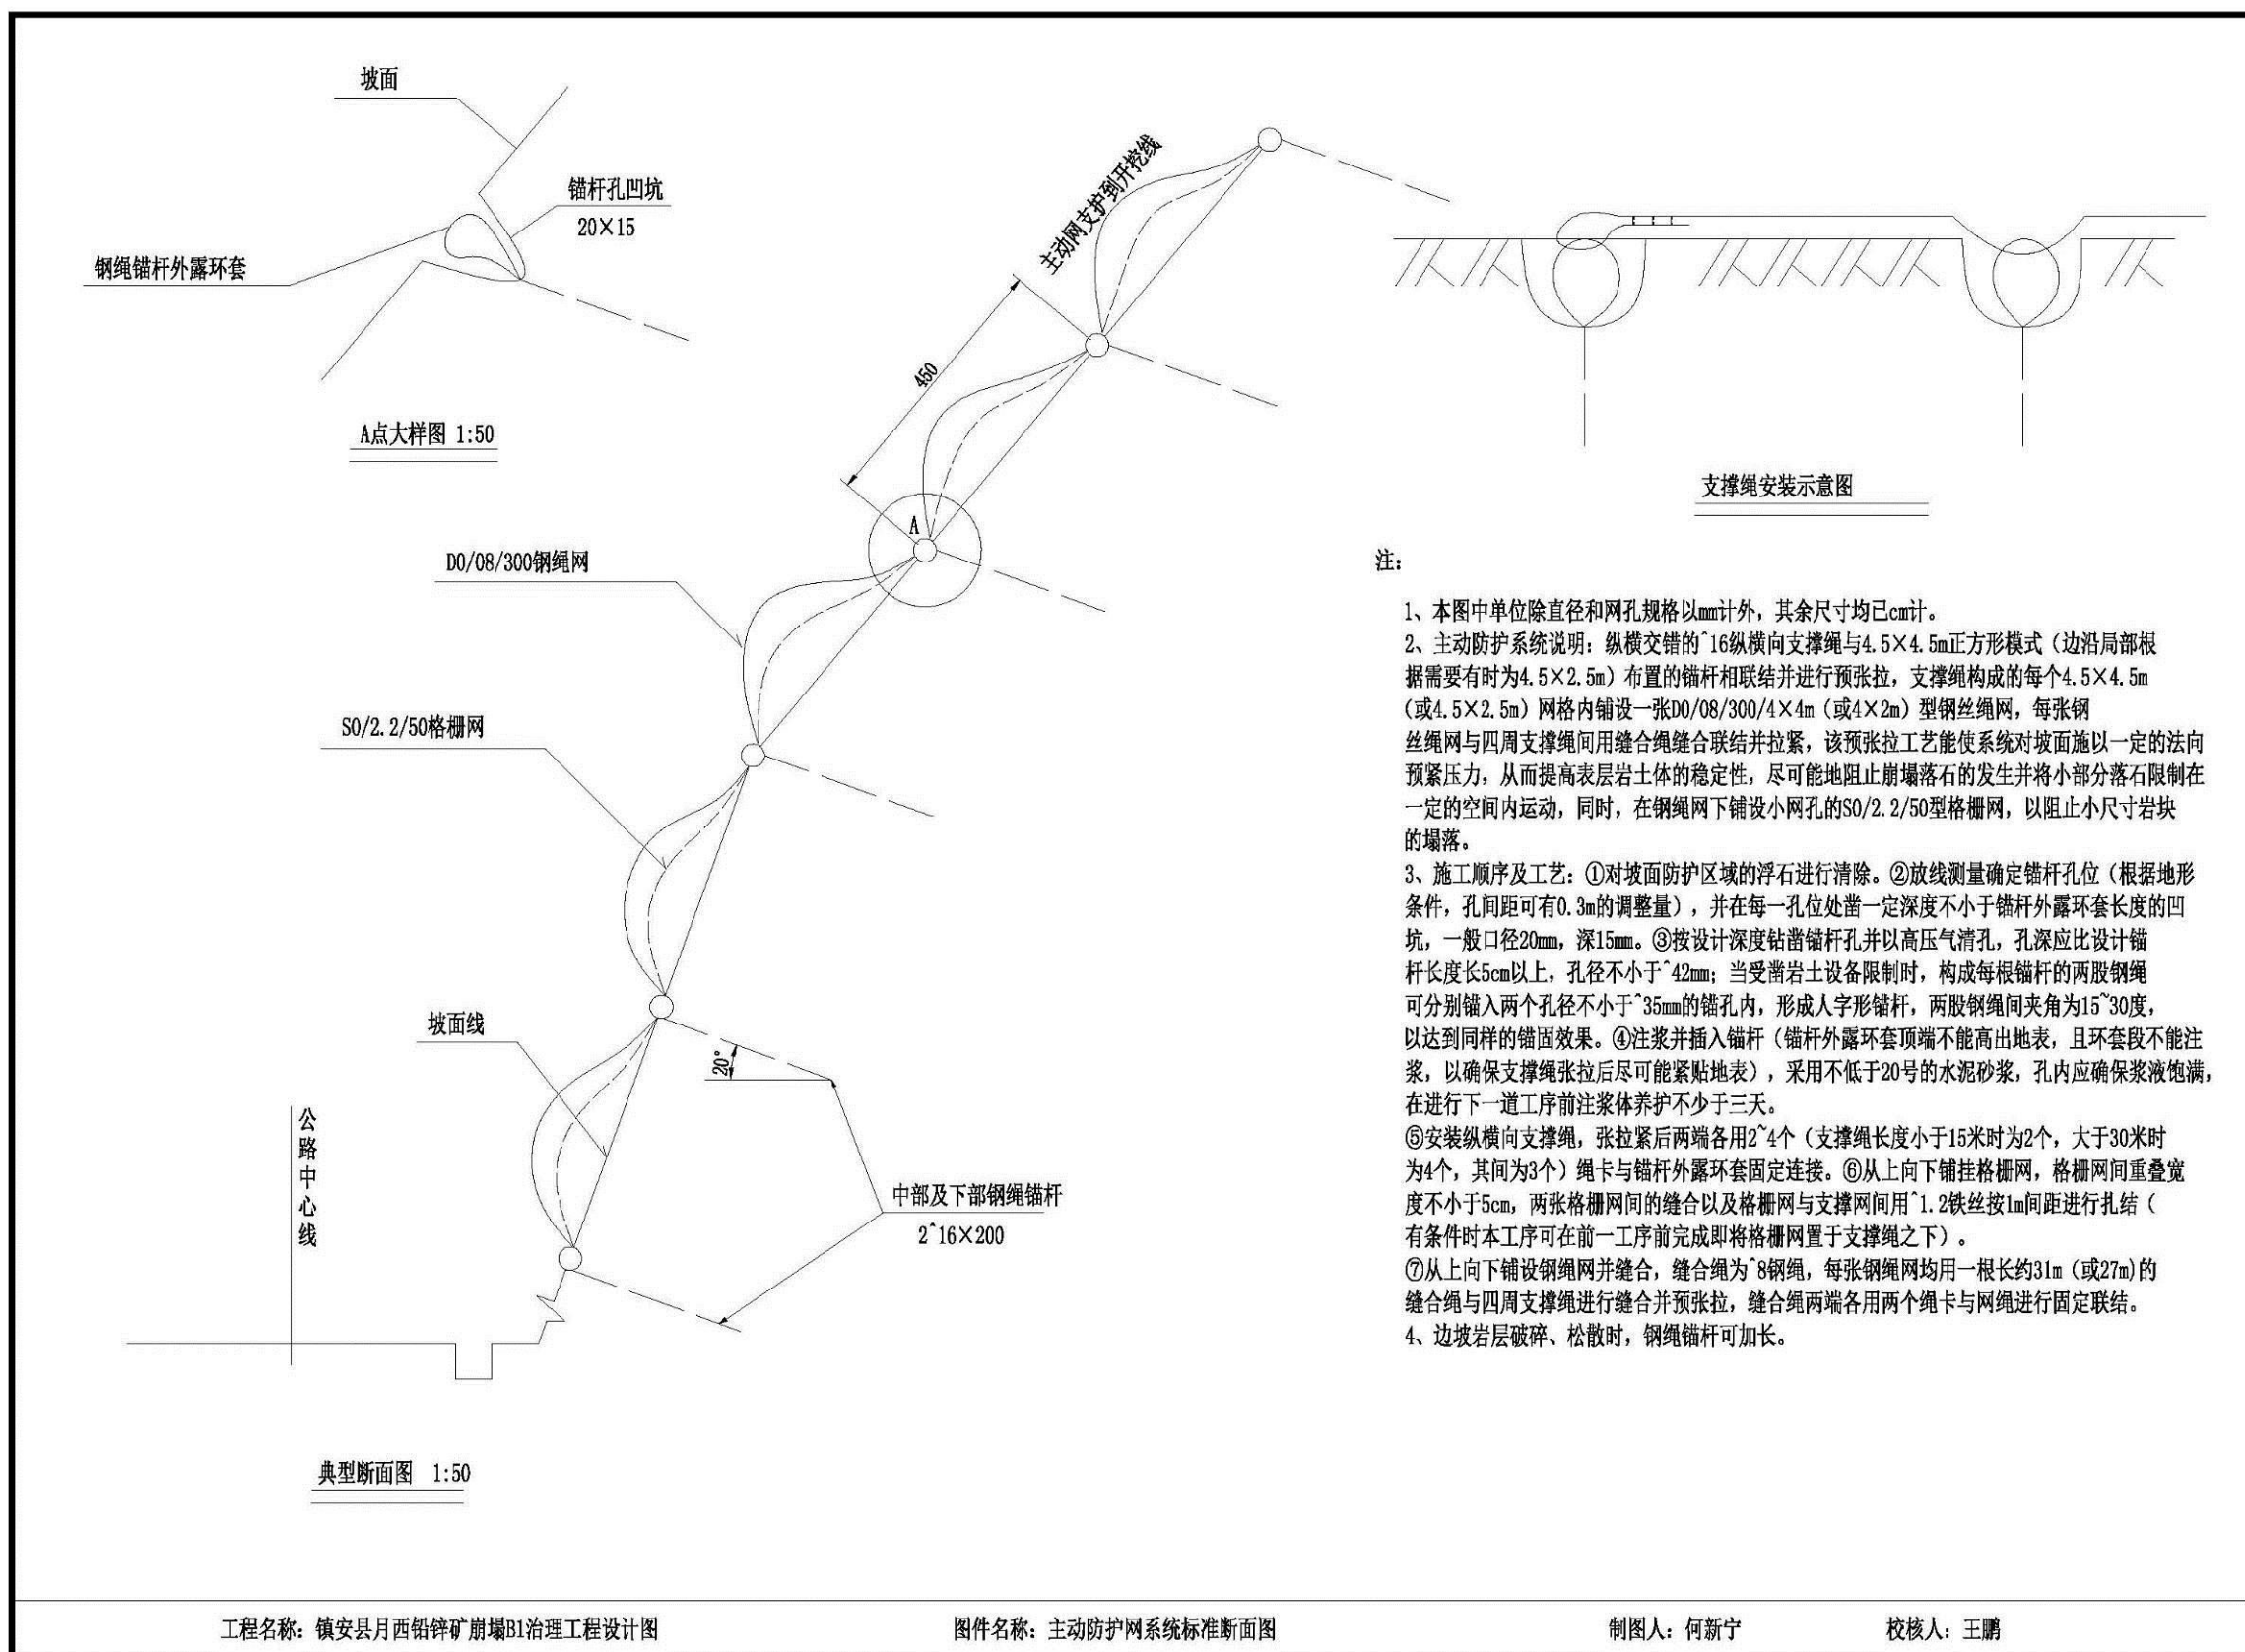 坡面
锚杆孔凹坑
20×15
钢绳锚杆外露环套
A点大样图 1:50
主动网支护到开挖线
450
A
支撑绳安装示意图
D0/08/300钢绳网
S0/2.2/50格栅网
坡面线
20°
公路中心线
中部及下部钢绳锚杆
2^16×200
典型断面图 1:50
注：
1、本图中单位除直径和网孔规格以mm计外，其余尺寸均已cm计。
2、主动防护系统说明：纵横交错的^16纵横向支撑绳与4.5×4.5m正方形模式（边沿局部根
据需要有时为4.5×2.5m）布置的锚杆相联结并进行预张拉，支撑绳构成的每个4.5×4.5m
(或4.5×2.5m）网格内铺设一张D0/08/300/4×4m（或4×2m）型钢丝绳网，每张钢
丝绳网与四周支撑绳间用缝合绳缝合联结并拉紧，该预张拉工艺能使系统对坡面施以一定的法向
预紧压力，从而提高表层岩土体的稳定性，尽可能地阻止崩塌落石的发生并将小部分落石限制在
一定的空间内运动，同时，在钢绳网下铺设小网孔的S0/2.2/50型格栅网，以阻止小尺寸岩块
的塌落。
3、施工顺序及工艺：①对坡面防护区域的浮石进行清除。②放线测量确定锚杆孔位（根据地形
条件，孔间距可有0.3m的调整量），并在每一孔位处凿一定深度不小于锚杆外露环套长度的凹
坑，一般口径20mm，深15mm。③按设计深度钻凿锚杆孔并以高压气清孔，孔深应比设计锚
杆长度长5cm以上，孔径不小于^42mm；当受凿岩土设备限制时，构成每根锚杆的两股钢绳
可分别锚入两个孔径不小于^35mm的锚孔内，形成人字形锚杆，两股钢绳间夹角为15~30度，
以达到同样的锚固效果。④注浆并插入锚杆（锚杆外露环套顶端不能高出地表，且环套段不能注
浆，以确保支撑绳张拉后尽可能紧贴地表），采用不低于20号的水泥砂浆，孔内应确保浆液饱满，
在进行下一道工序前注浆体养护不少于三天。
⑤安装纵横向支撑绳，张拉紧后两端各用2~4个（支撑绳长度小于15米时为2个，大于30米时
为4个，其间为3个）绳卡与锚杆外露环套固定连接。⑥从上向下铺挂格栅网，格栅网间重叠宽
度不小于5cm，两张格栅网间的缝合以及格栅网与支撑网间用^1.2铁丝按1m间距进行扎结（
有条件时本工序可在前一工序前完成即将格栅网置于支撑绳之下）。
⑦从上向下铺设钢绳网并缝合，缝合绳为^8钢绳，每张钢绳网均用一根长约31m（或27m)的
缝合绳与四周支撑绳进行缝合并预张拉，缝合绳两端各用两个绳卡与网绳进行固定联结。
4、边坡岩层破碎、松散时，钢绳锚杆可加长。
工程名称：镇安县月西铅锌矿崩塌B1治理工程设计图
图件名称：主动防护网系统标准断面图
制图人：何新宁
校核人：王鹏